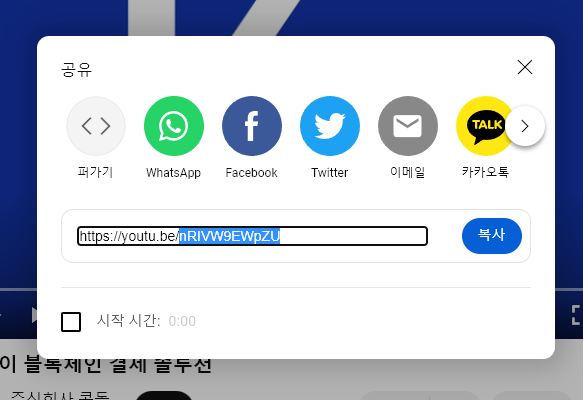 공유
퍼가기 WhatsApp Facebook Twitter 이메일 TALK 카카오톡
https://youtu.be/nRIVW9EWpZU
복사
시작 시간: 0:00
이 블록체인 결제 솔루션
주식회사